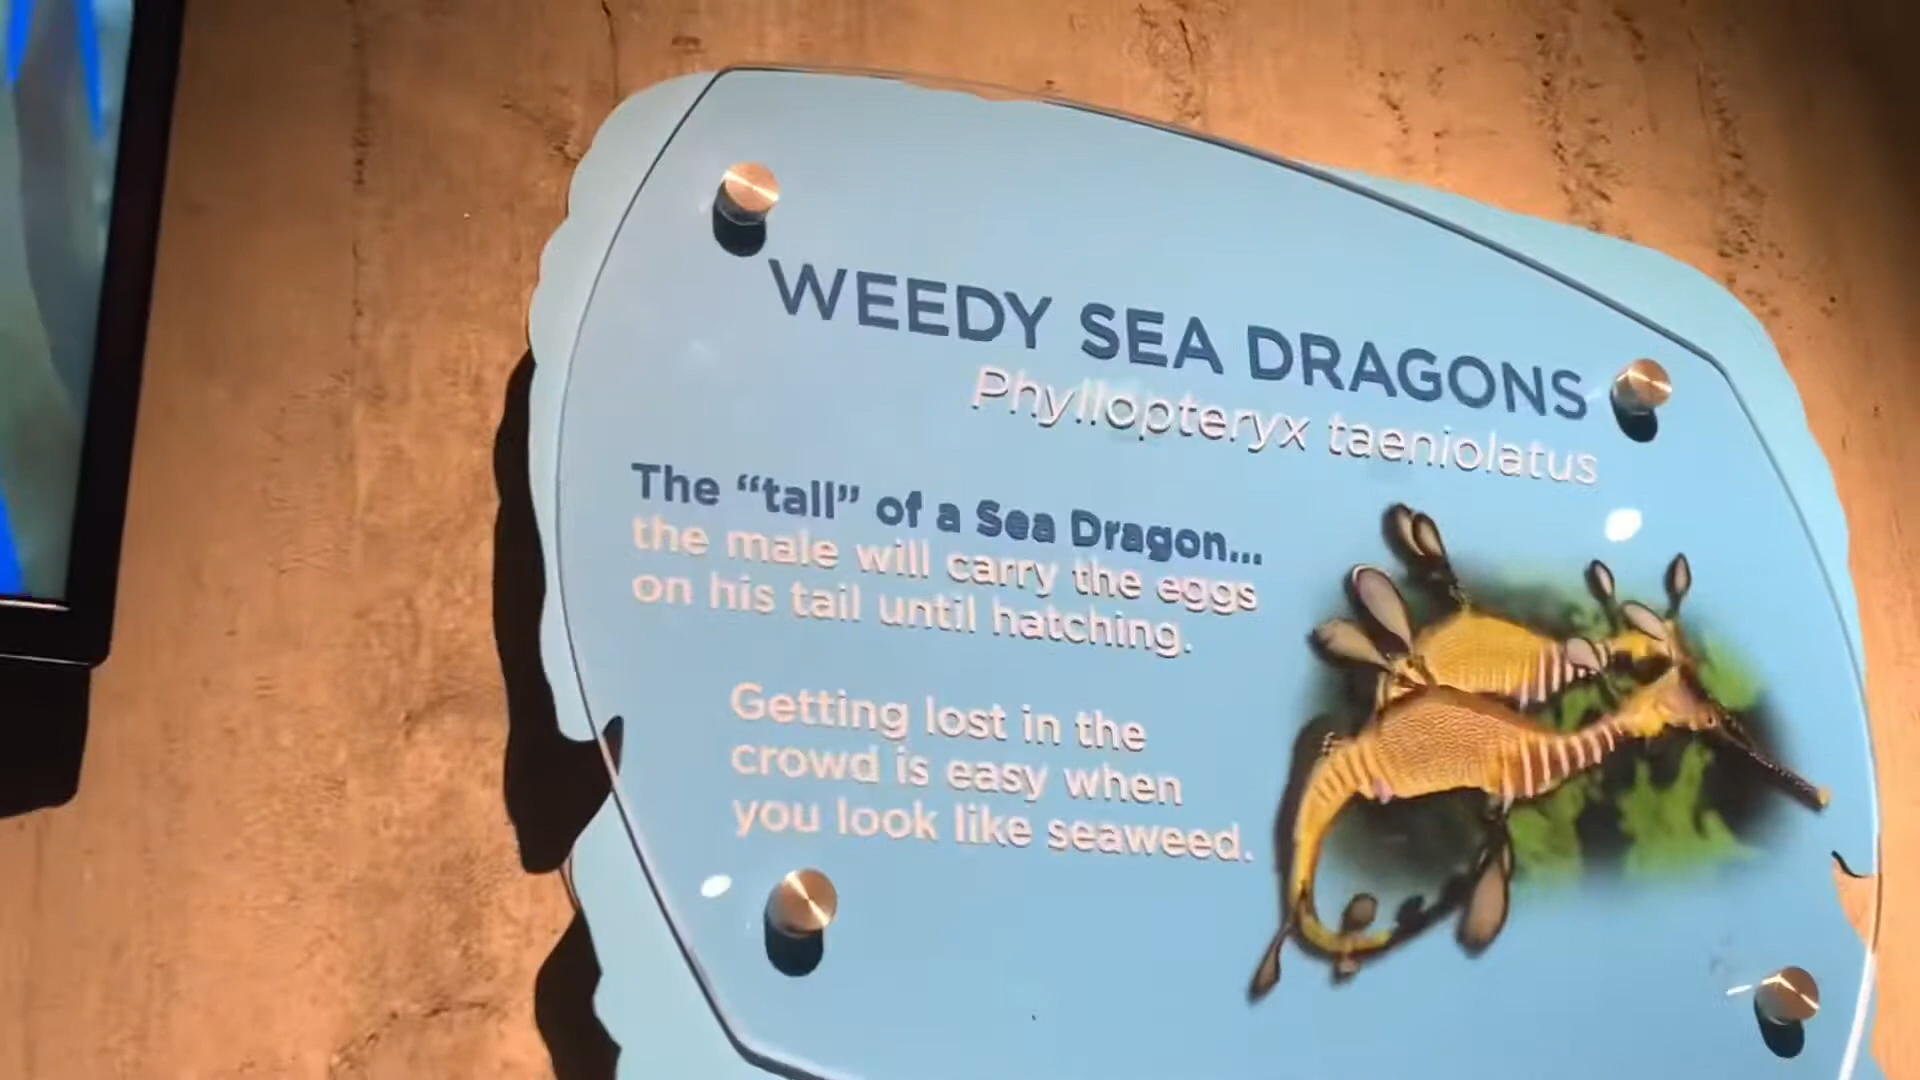 WEEDY SEA DRAGONS
Phyllopteryx taeniolatus
The “tail” of a Sea Dragon...
the male will carry the eggs
on his tail until hatching.
Getting lost in the
crowd is easy when
you look like seaweed.